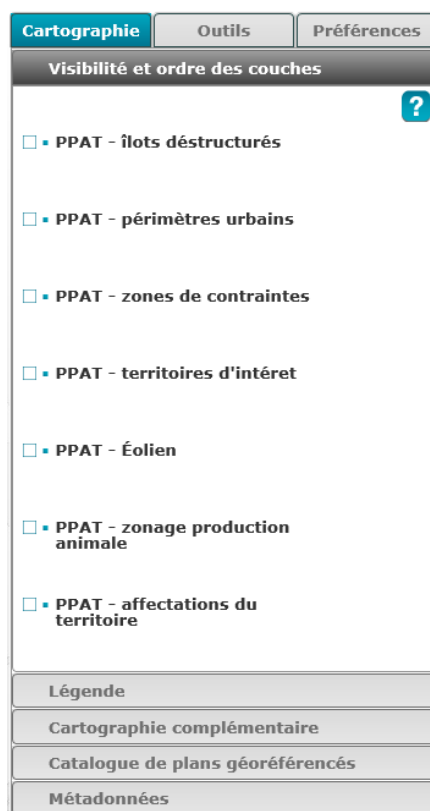 Cartographie Outils Préférences
Visibilité et ordre des couches
?
PPAT - îlots déstructurés
PPAT - périmètres urbains
PPAT - zones de contraintes
PPAT - territoires d'intéret
PPAT - Éolien
PPAT - zonage production
animale
PPAT - affectations du
territoire
Légende
Cartographie complémentaire
Catalogue de plans géoréférencés
Métadonnées